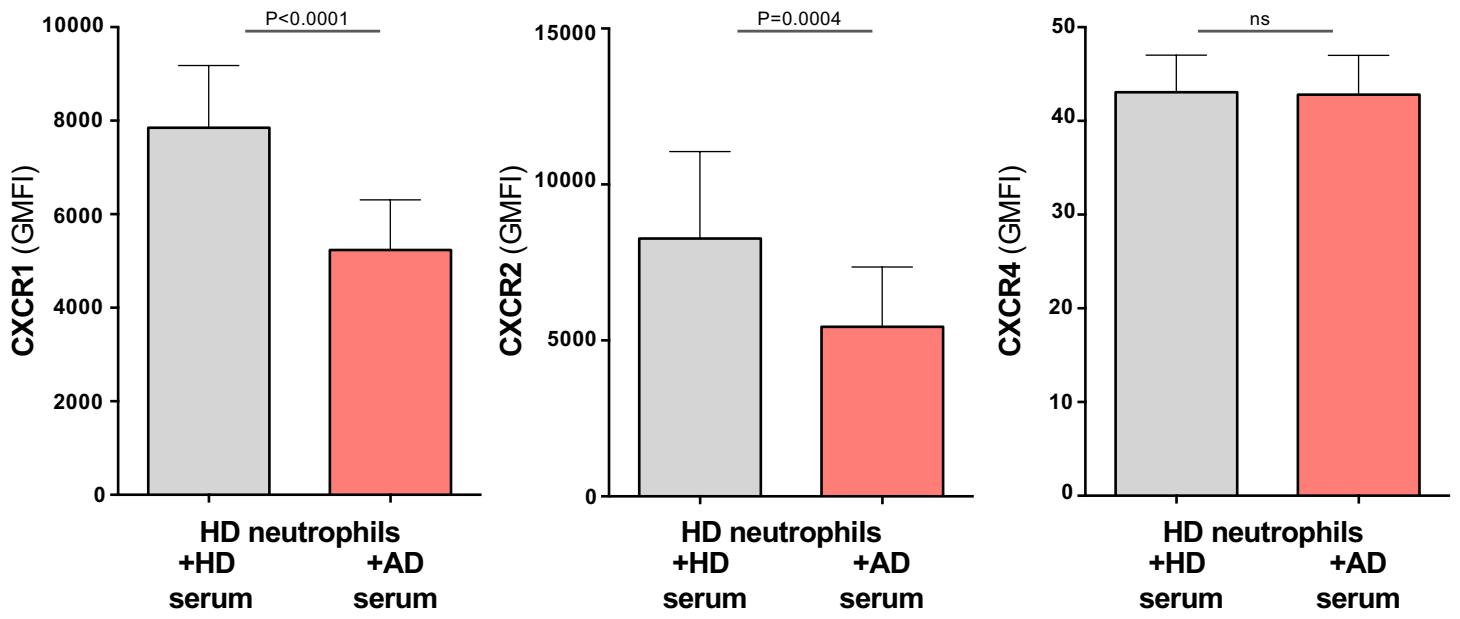 P<0.0001
10000
8000
6000
4000
2000
0
CXCR1 (GMFI)
HD neutrophils
+HD +AD
serum serum
P=0.0004
15000
10000
5000
0
CXCR2 (GMFI)
HD neutrophils
+HD +AD
serum serum
ns
50
40
30
20
10
0
CXCR4 (GMFI)
HD neutrophils
+HD +AD
serum serum